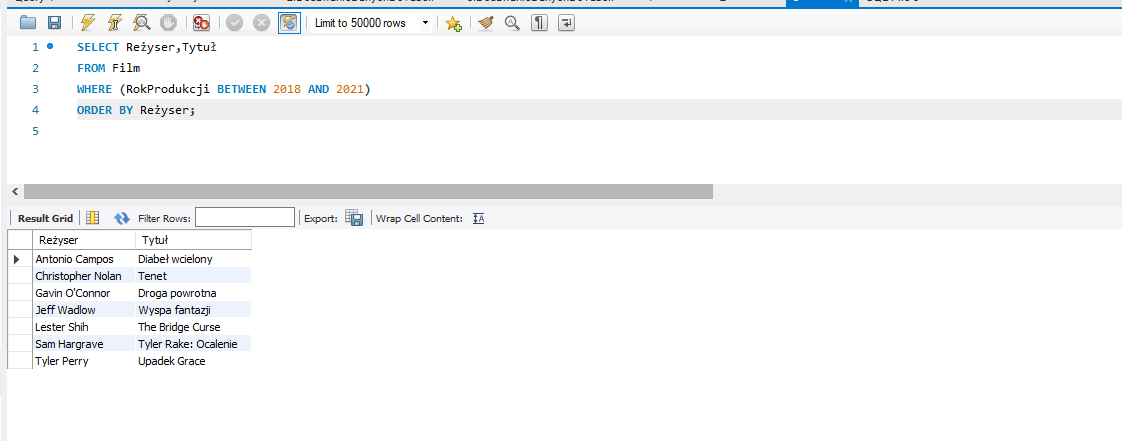 Limit to 50000 rows
1 SELECT Reżyser,Tytuł
2 FROM Film
3 WHERE (RokProdukcji BETWEEN 2018 AND 2021)
4 ORDER BY Reżyser;
5
Result Grid Filter Rows: Export: Wrap Cell Content:
Reżyser Tytuł
Antonio Campos Diabeł wcielony
Christopher Nolan Tenet
Gavin O'Connor Droga powrotna
Jeff Wadlow Wyspa fantazji
Lester Shih The Bridge Curse
Sam Hargrave Tyler Rake: Ocalenie
Tyler Perry Upadek Grace